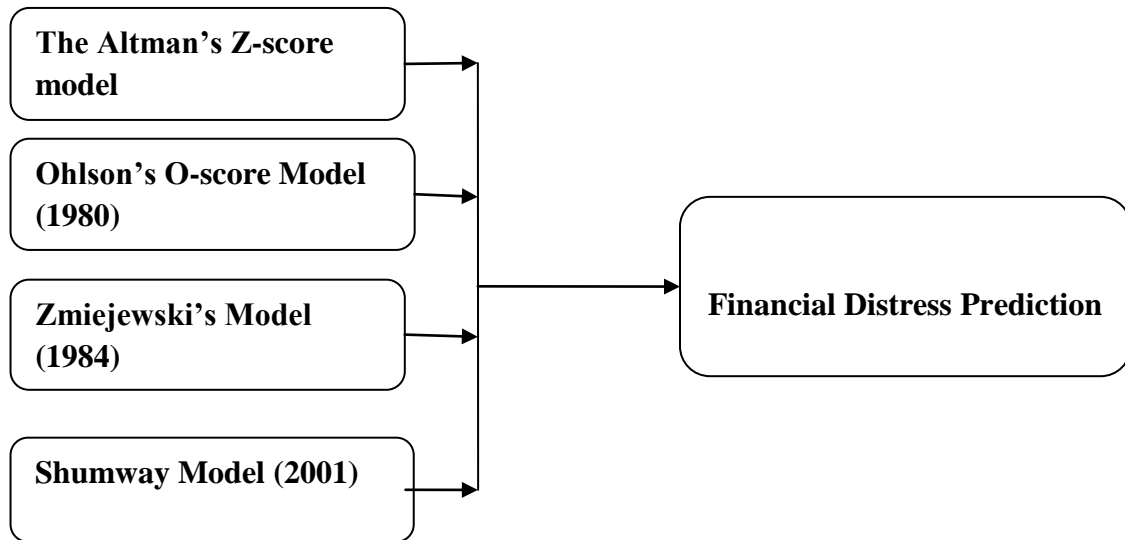 The Altman’s Z-score
model
Ohlson’s O-score Model
(1980)
Zmiejewski’s Model
(1984)
Shumway Model (2001)
Financial Distress Prediction